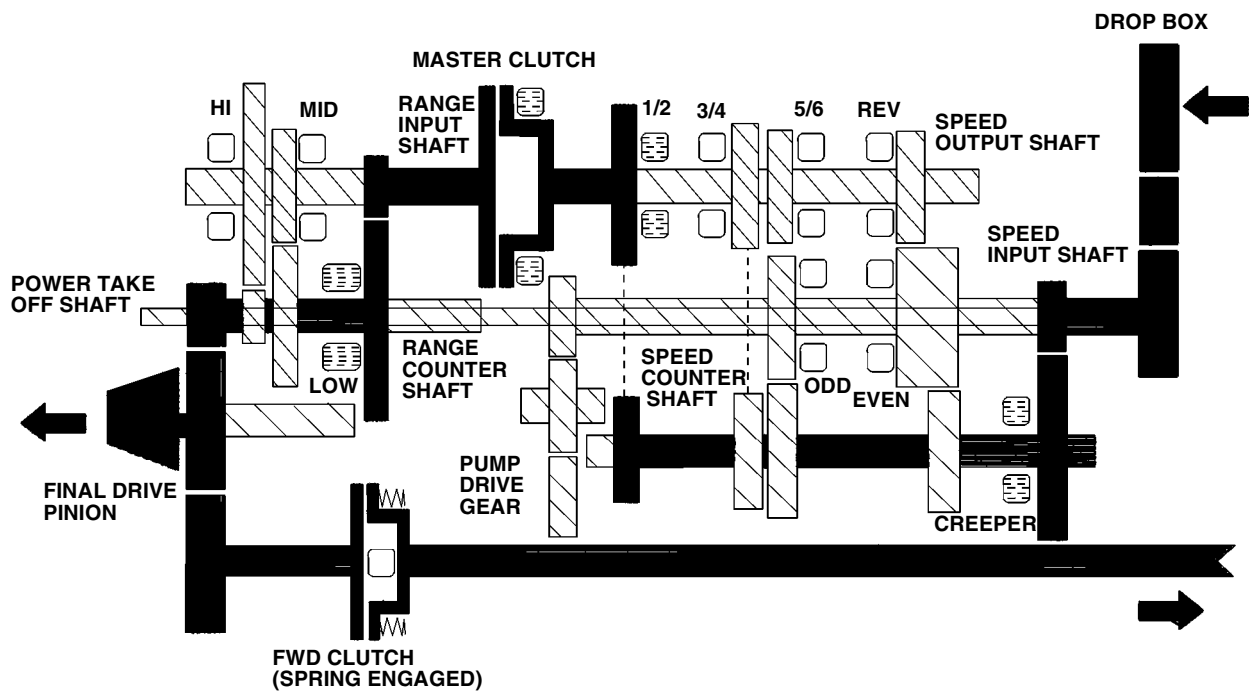 DROP BOX
MASTER CLUTCH
HI
MID
RANGE
INPUT
SHAFT
1/2
3/4
5/6
REV
SPEED
OUTPUT SHAFT
SPEED
INPUT SHAFT
POWER TAKE
OFF SHAFT
LOW
RANGE
COUNTER
SHAFT
SPEED
COUNTER
SHAFT
ODD
EVEN
FINAL DRIVE
PINION
PUMP
DRIVE
GEAR
CREEPER
FWD CLUTCH
(SPRING ENGAGED)